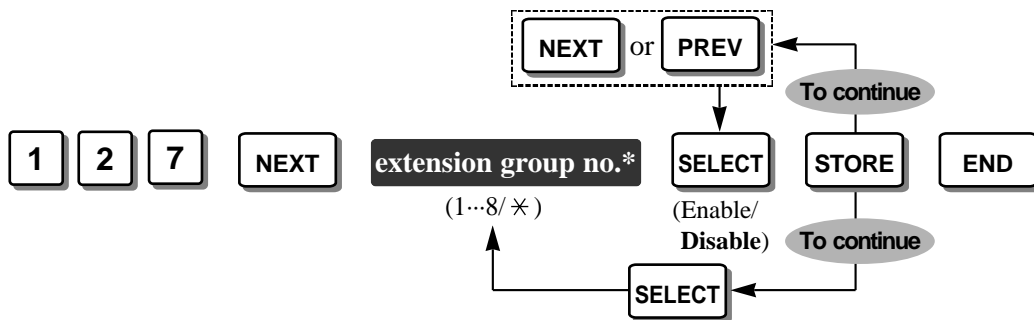 NEXT or PREV
To continue
1 2 7 NEXT extension group no.* SELECT STORE END
(1···8/✳)
(Enable/
Disable)
To continue
SELECT